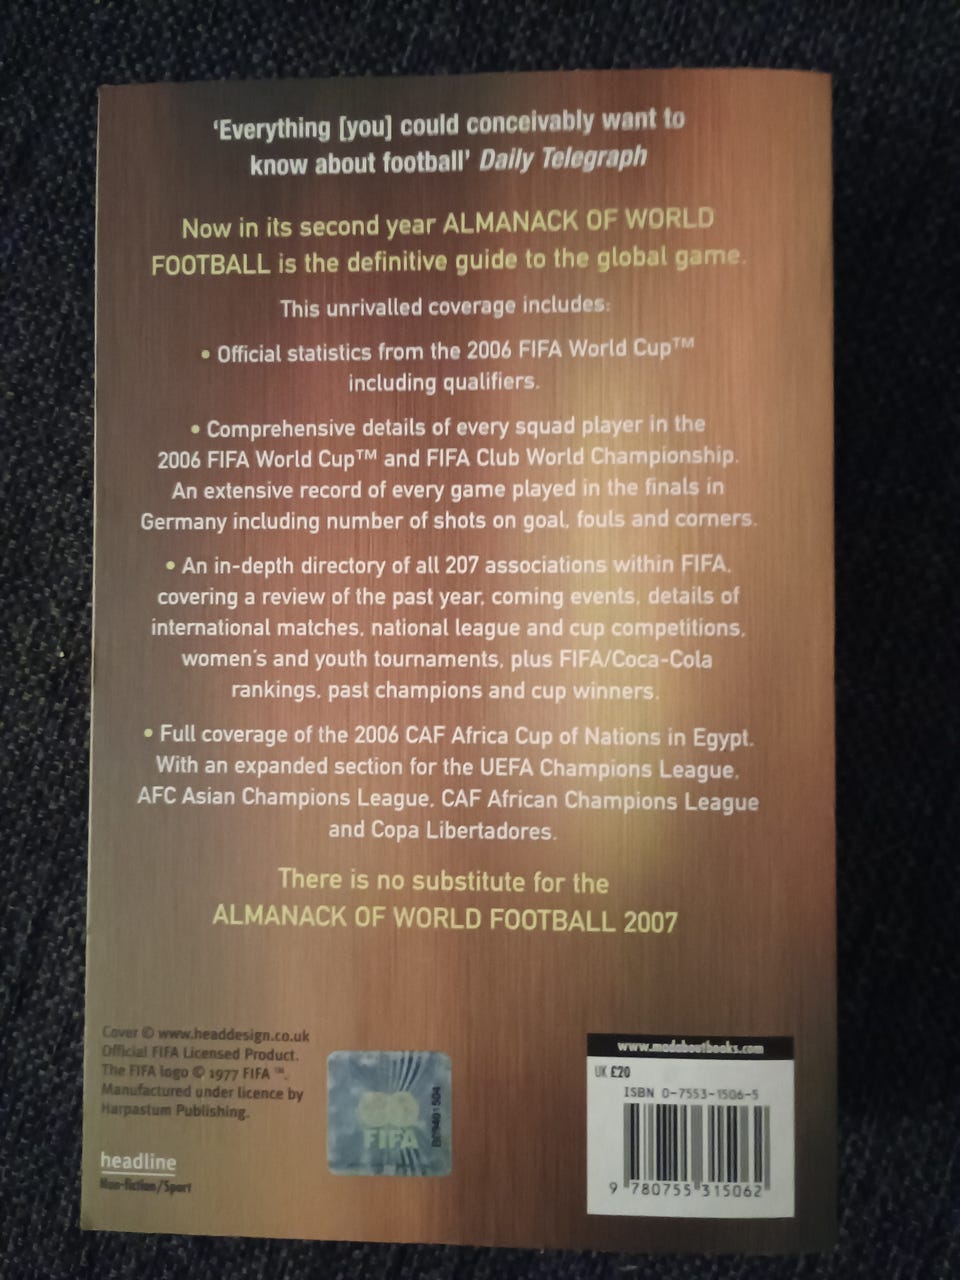 'Everything [you] could conceivably want to
know about football' Daily Telegraph
Now in its second year ALMANACK OF WORLD
FOOTBALL is the definitive guide to the global game.
This unrivalled coverage includes:
• Official statistics from the 2006 FIFA World Cup™
including qualifiers.
• Comprehensive details of every squad player in the
2006 FIFA World Cup™ and FIFA Club World Championship.
An extensive record of every game played in the finals in
Germany including number of shots on goal, fouls and corners.
• An in-depth directory of all 207 associations within FIFA,
covering a review of the past year, coming events, details of
international matches, national league and cup competitions,
women's and youth tournaments, plus FIFA/Coca-Cola
rankings, past champions and cup winners.
• Full coverage of the 2006 CAF Africa Cup of Nations in Egypt.
With an expanded section for the UEFA Champions League,
AFC Asian Champions League, CAF African Champions League
and Copa Libertadores.
There is no substitute for the
ALMANACK OF WORLD FOOTBALL 2007
Cover © www.headdesign.co.uk
Official FIFA Licensed Product.
The FIFA logo © 1977 FIFA ™.
Manufactured under licence by
Harpastum Publishing.
headline
Non-fiction/Sport
FIFA
www.madaboutbooks.com
UK £20
ISBN 0-7553-1506-5
9 780755 315062